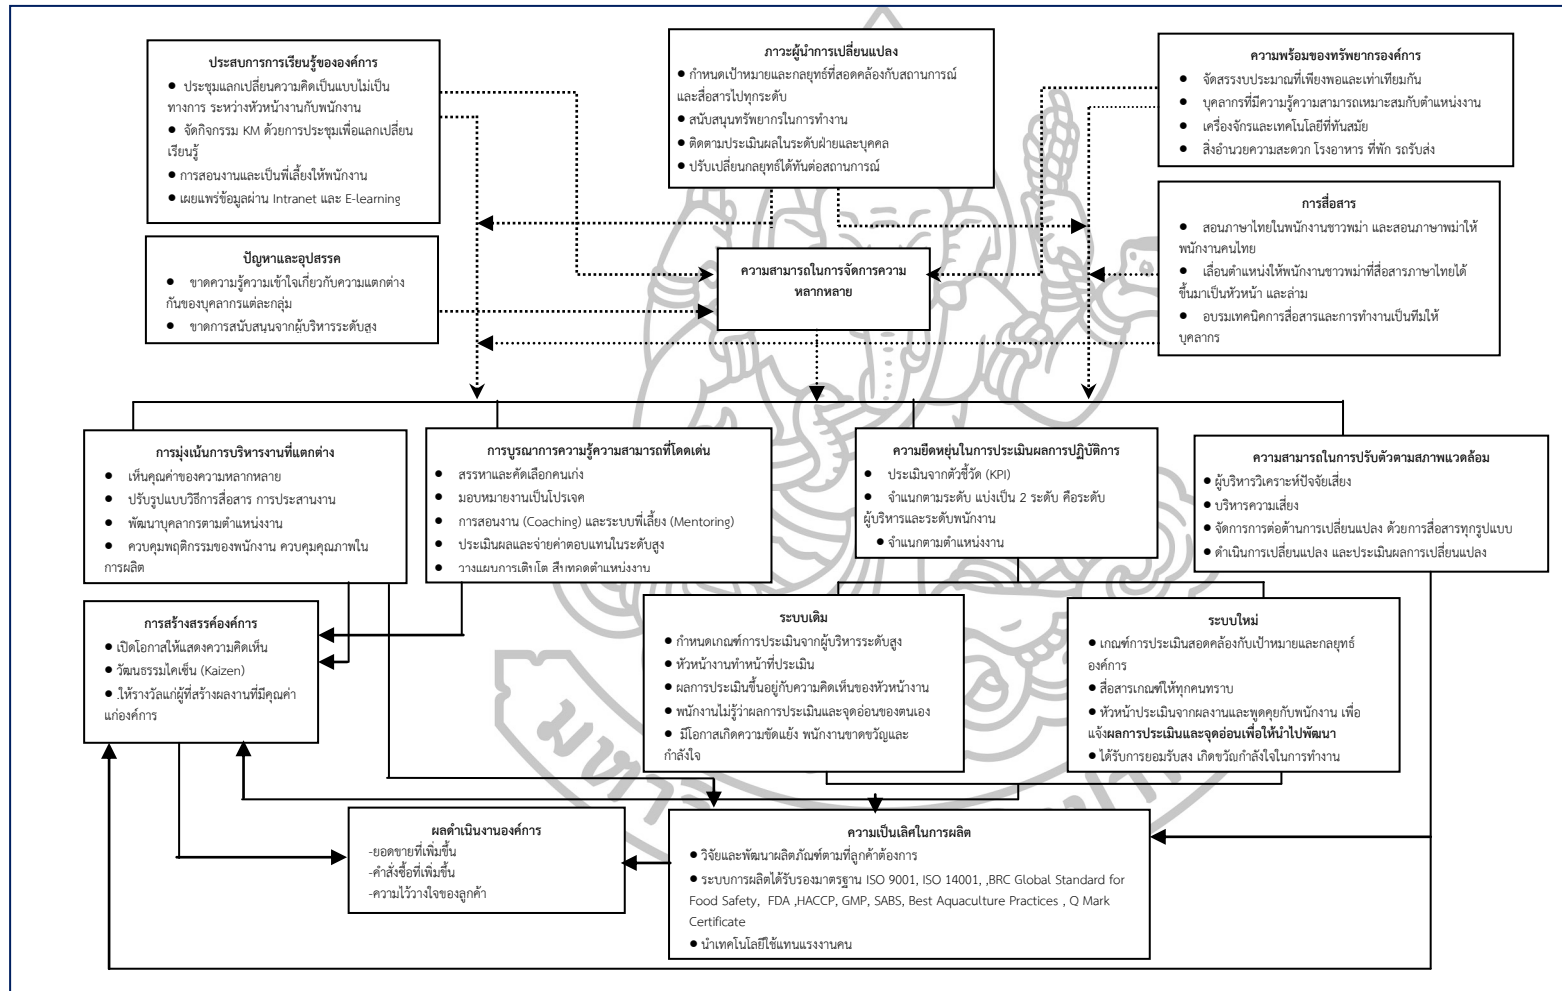 ประสบการการเรียนรู้ขององค์การ
● ประชุมแลกเปลี่ยนความคิดเป็นแบบไม่เป็น
ทางการ ระหว่างหัวหน้างานกับพนักงาน
● จัดกิจกรรม KM ด้วยการประชุมเพื่อแลกเปลี่ยน
เรียนรู้
● การสอนงานและเป็นพี่เลี้ยงให้พนักงาน
● เผยแพร่ข้อมูลผ่าน Intranet และ E-learning
ภาวะผู้นำการเปลี่ยนแปลง
● กำหนดเป้าหมายและกลยุทธ์ที่สอดคล้องกับสถานการณ์
และสื่อสารไปทุกระดับ
● สนับสนุนทรัพยากรในการทำงาน
● ติดตามประเมินผลในระดับฝ่ายและบุคคล
● ปรับเปลี่ยนกลยุทธ์ได้ทันต่อสถานการณ์
ความพร้อมของทรัพยากรองค์การ
● จัดสรรงบประมาณที่เพียงพอและเท่าเทียมกัน
● บุคลากรที่มีความรู้ความสามารถเหมาะสมกับตำแหน่งงาน
● เครื่องจักรและเทคโนโลยีที่ทันสมัย
● สิ่งอำนวยความสะดวก โรงอาหาร ที่พัก รถรับส่ง
ปัญหาและอุปสรรค
● ขาดความรู้ความเข้าใจเกี่ยวกับความแตกต่าง
กันของบุคลากรแต่ละกลุ่ม
● ขาดการสนับสนุนจากผู้บริหารระดับสูง
ความสามารถในการจัดการความ
หลากหลาย
การสื่อสาร
● สอนภาษาไทยในพนักงานชาวพม่า และสอนภาษาพม่าให้
พนักงานคนไทย
● เลื่อนตำแหน่งให้พนักงานชาวพม่าที่สื่อสารภาษาไทยได้
ขึ้นมาเป็นหัวหน้า และล่าม
● อบรมเทคนิคการสื่อสารและการทำงานเป็นทีมให้
บุคลากร
การมุ่งเน้นการบริหารงานที่แตกต่าง
● เห็นคุณค่าของความหลากหลาย
● ปรับรูปแบบวิธีการสื่อสาร การประสานงาน
● พัฒนาบุคลากรตามตำแหน่งงาน
● ควบคุมพฤติกรรมของพนักงาน ควบคุมคุณภาพใน
การผลิต
การบูรณาการความรู้ความสามารถที่โดดเด่น
● สรรหาและคัดเลือกคนเก่ง
● มอบหมายงานเป็นโปรเจค
● การสอนงาน (Coaching) และระบบพี่เลี้ยง (Mentoring)
● ประเมินผลและจ่ายค่าตอบแทนในระดับสูง
● วางแผนการเติบโต สืบทอดตำแหน่งงาน
ความยืดหยุ่นในการประเมินผลการปฏิบัติการ
● ประเมินจากตัวชี้วัด (KPI)
● จำแนกตามระดับ แบ่งเป็น 2 ระดับ คือระดับ
ผู้บริหารและระดับพนักงาน
● จำแนกตามตำแหน่งงาน
ความสามารถในการปรับตัวตามสภาพแวดล้อม
● ผู้บริหารวิเคราะห์ปัจจัยเสี่ยง
● บริหารความเสี่ยง
● จัดการการต่อต้านการเปลี่ยนแปลง ด้วยการสื่อสารทุกรูปแบบ
● ดำเนินการเปลี่ยนแปลง และประเมินผลการเปลี่ยนแปลง
การสร้างสรรค์องค์การ
● เปิดโอกาสให้แสดงความคิดเห็น
● วัฒนธรรมไคเซ็น (Kaizen)
● .ให้รางวัลแก่ผู้ที่สร้างผลงานที่มีคุณค่า
แก่องค์การ
ระบบเดิม
● กำหนดเกณฑ์การประเมินจากผู้บริหารระดับสูง
● หัวหน้างานทำหน้าที่ประเมิน
● ผลการประเมินขึ้นอยู่กับความคิดเห็นของหัวหน้างาน
● พนักงานไม่รู้ว่าผลการประเมินและจุดอ่อนของตนเอง
● มีโอกาสเกิดความขัดแย้ง พนักงานขาดขวัญและ
กำลังใจ
ระบบใหม่
● เกณฑ์การประเมินสอดคล้องกับเป้าหมายและกลยุทธ์
องค์การ
● สื่อสารเกณฑ์ให้ทุกคนทราบ
● หัวหน้าประเมินจากผลงานและพูดคุยกับพนักงาน เพื่อ
แจ้งผลการประเมินและจุดอ่อนเพื่อให้นำไปพัฒนา
● ได้รับการยอมรับสูง เกิดขวัญกำลังใจในการทำงาน
ผลดำเนินงานองค์การ
-ยอดขายที่เพิ่มขึ้น
-คำสั่งซื้อที่เพิ่มขึ้น
-ความไว้วางใจของลูกค้า
ความเป็นเลิศในการผลิต
● วิจัยและพัฒนาผลิตภัณฑ์ตามที่ลูกค้าต้องการ
● ระบบการผลิตได้รับรองมาตรฐาน ISO 9001, ISO 14001, ,BRC Global Standard for
Food Safety, FDA ,HACCP, GMP, SABS, Best Aquaculture Practices , Q Mark
Certificate
● นำเทคโนโลยีใช้แทนแรงงานคน